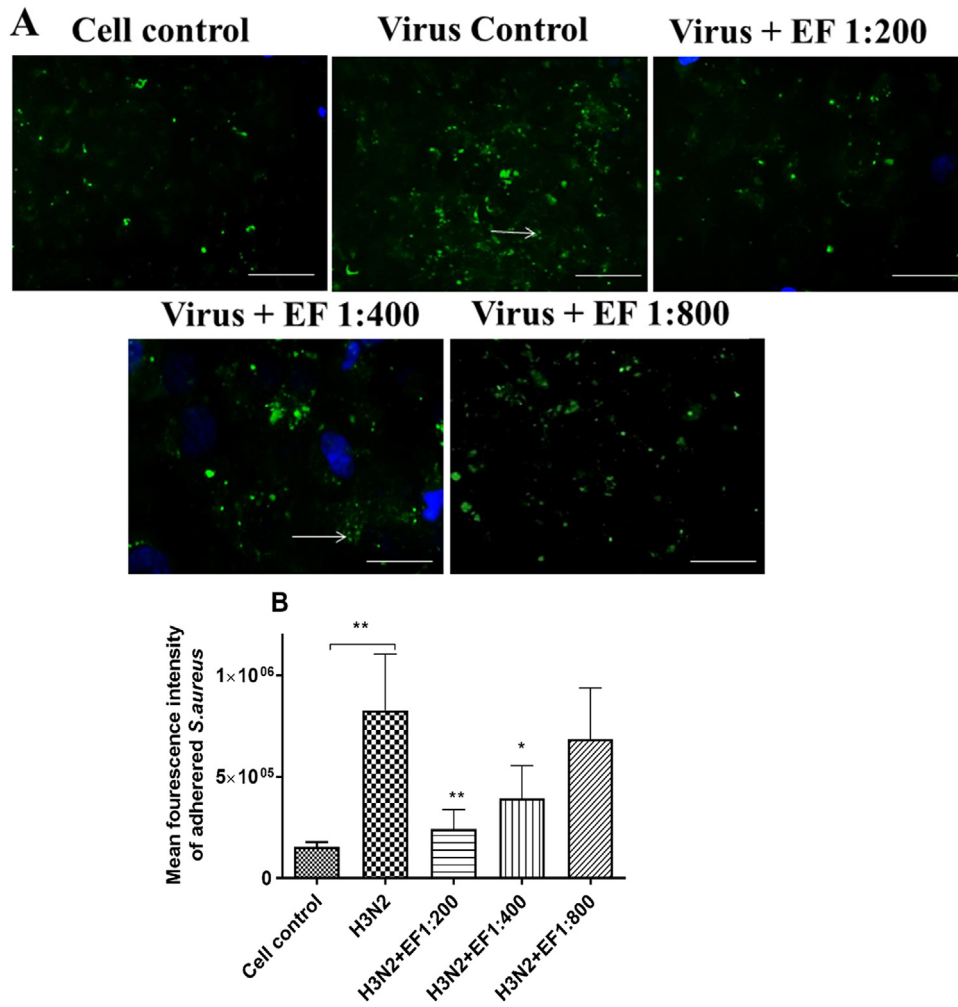 A
Cell control
Virus Control
Virus + EF 1:200
Virus + EF 1:400
Virus + EF 1:800
B
Mean fourescence intensity
of adherered S.aureus
1×10⁰⁶
5×10⁰⁵
0
**
**
*
Cell control
H3N2
H3N2+EF1:200
H3N2+EF1:400
H3N2+EF1:800